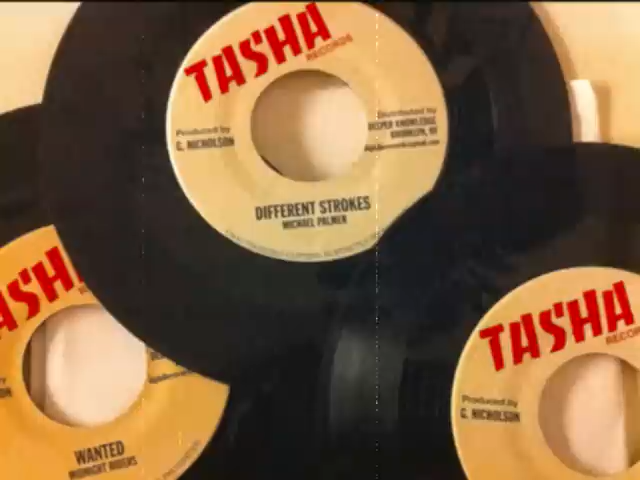 TASHA
RECORDS
Produced by
G. NICHOLSON
Distributed by
DEEPER KNOWLEDGE
BROOKLYN, NY
DIFFERENT STROKES
MICHAEL PALMER
TASHA
WANTED
MIDNIGHT RIDERS
TASHA
RECOR
Produced by
G. NICHOLSON